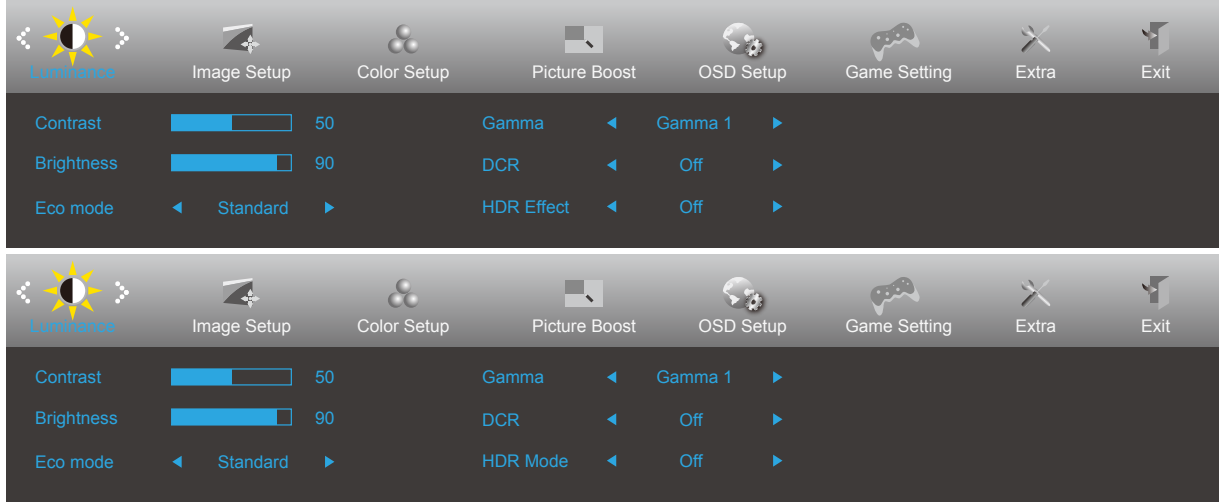 Luminance Image Setup Color Setup Picture Boost OSD Setup Game Setting Extra Exit
Contrast 50 Gamma Gamma 1
Brightness 90 DCR Off
Eco mode Standard HDR Effect Off
Luminance Image Setup Color Setup Picture Boost OSD Setup Game Setting Extra Exit
Contrast 50 Gamma Gamma 1
Brightness 90 DCR Off
Eco mode Standard HDR Mode Off